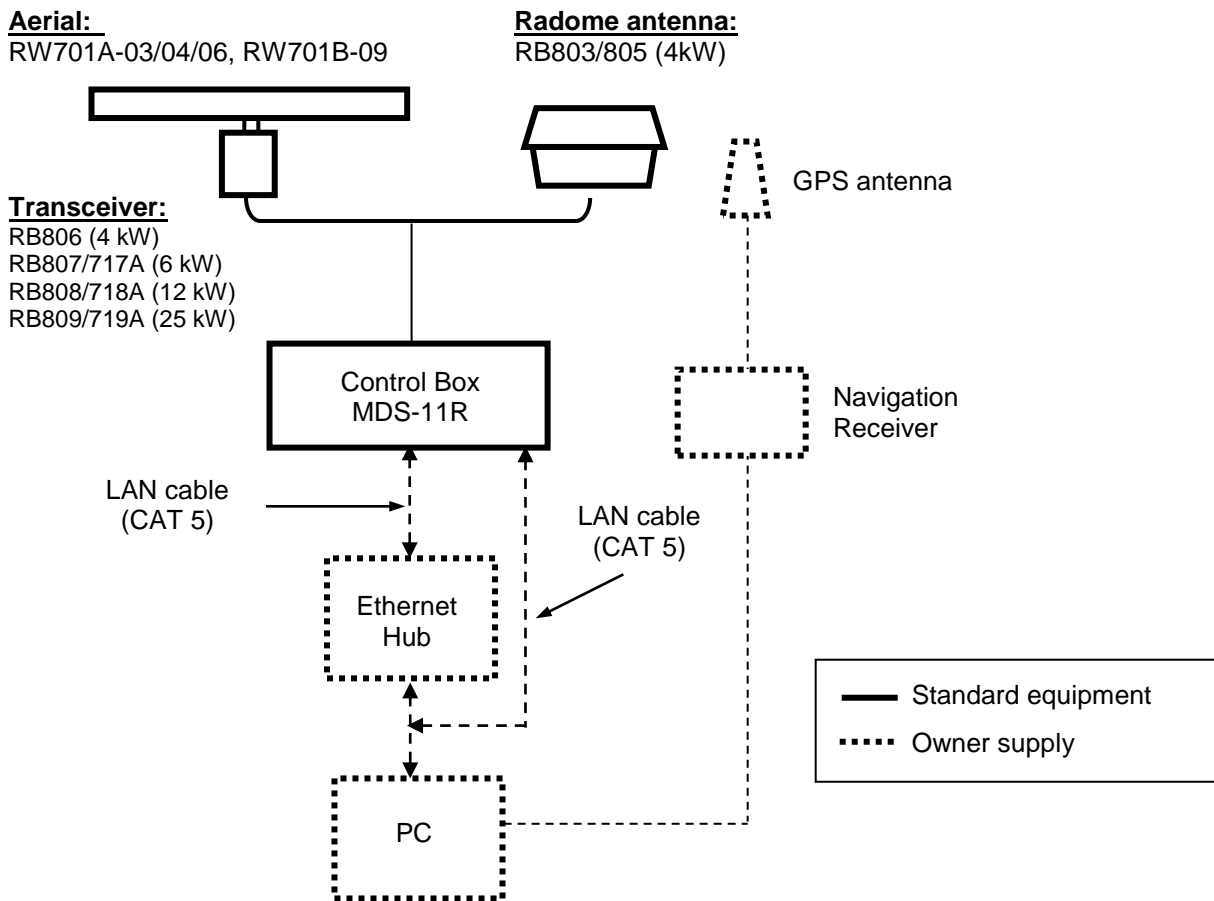 Aerial:
RW701A-03/04/06, RW701B-09
Radome antenna:
RB803/805 (4kW)
GPS antenna
Transceiver:
RB806 (4 kW)
RB807/717A (6 kW)
RB808/718A (12 kW)
RB809/719A (25 kW)
Control Box
MDS-11R
Navigation
Receiver
LAN cable
(CAT 5)
LAN cable
(CAT 5)
Ethernet
Hub
PC
Standard equipment
Owner supply